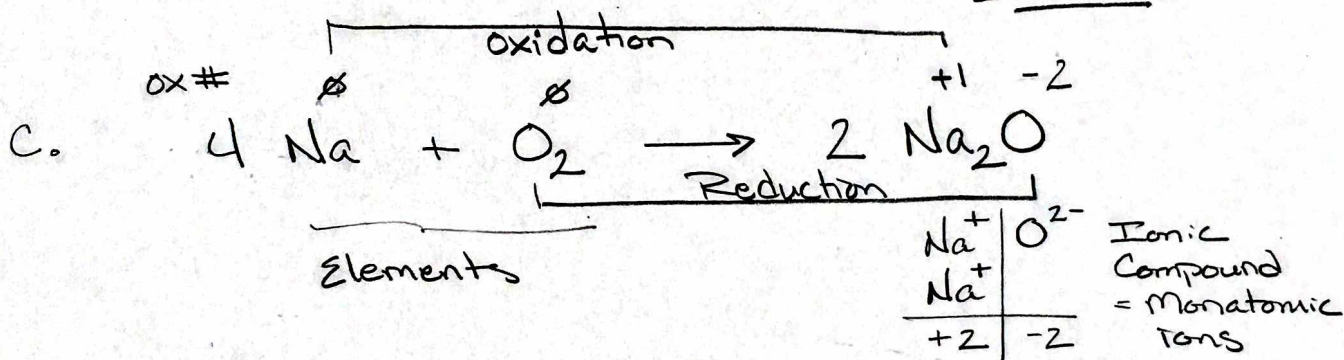 oxidation
ox# ∅ ∅ +1 -2
C. 4 Na + O₂ → 2 Na₂O
Reduction
Elements
Na⁺ | O²⁻ Ionic
Na⁺ | Compound
= Monatomic
+2 | -2 Ions